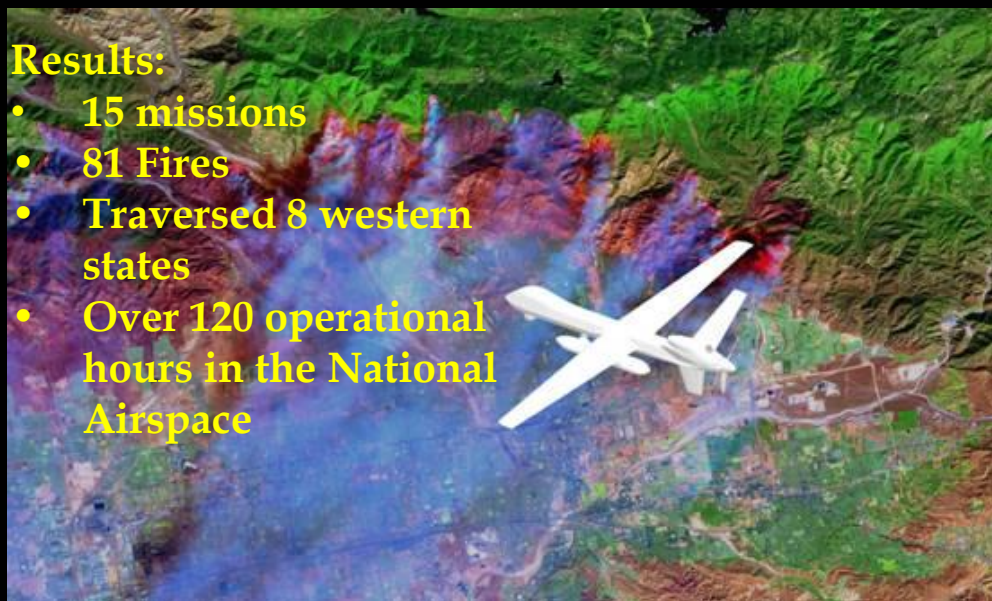 Results:
• 15 missions
• 81 Fires
• Traversed 8 western
states
• Over 120 operational
hours in the National
Airspace